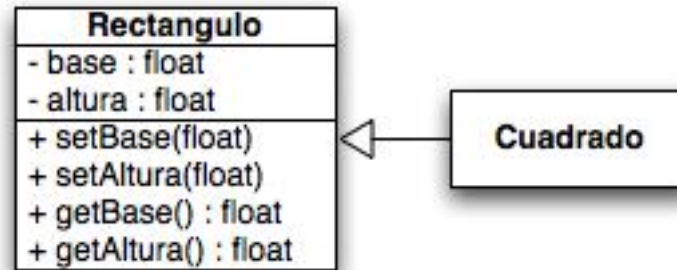 Rectangulo
- base : float
- altura : float
+ setBase(float)
+ setAltura(float)
+ getBase() : float
+ getAltura() : float
Cuadrado